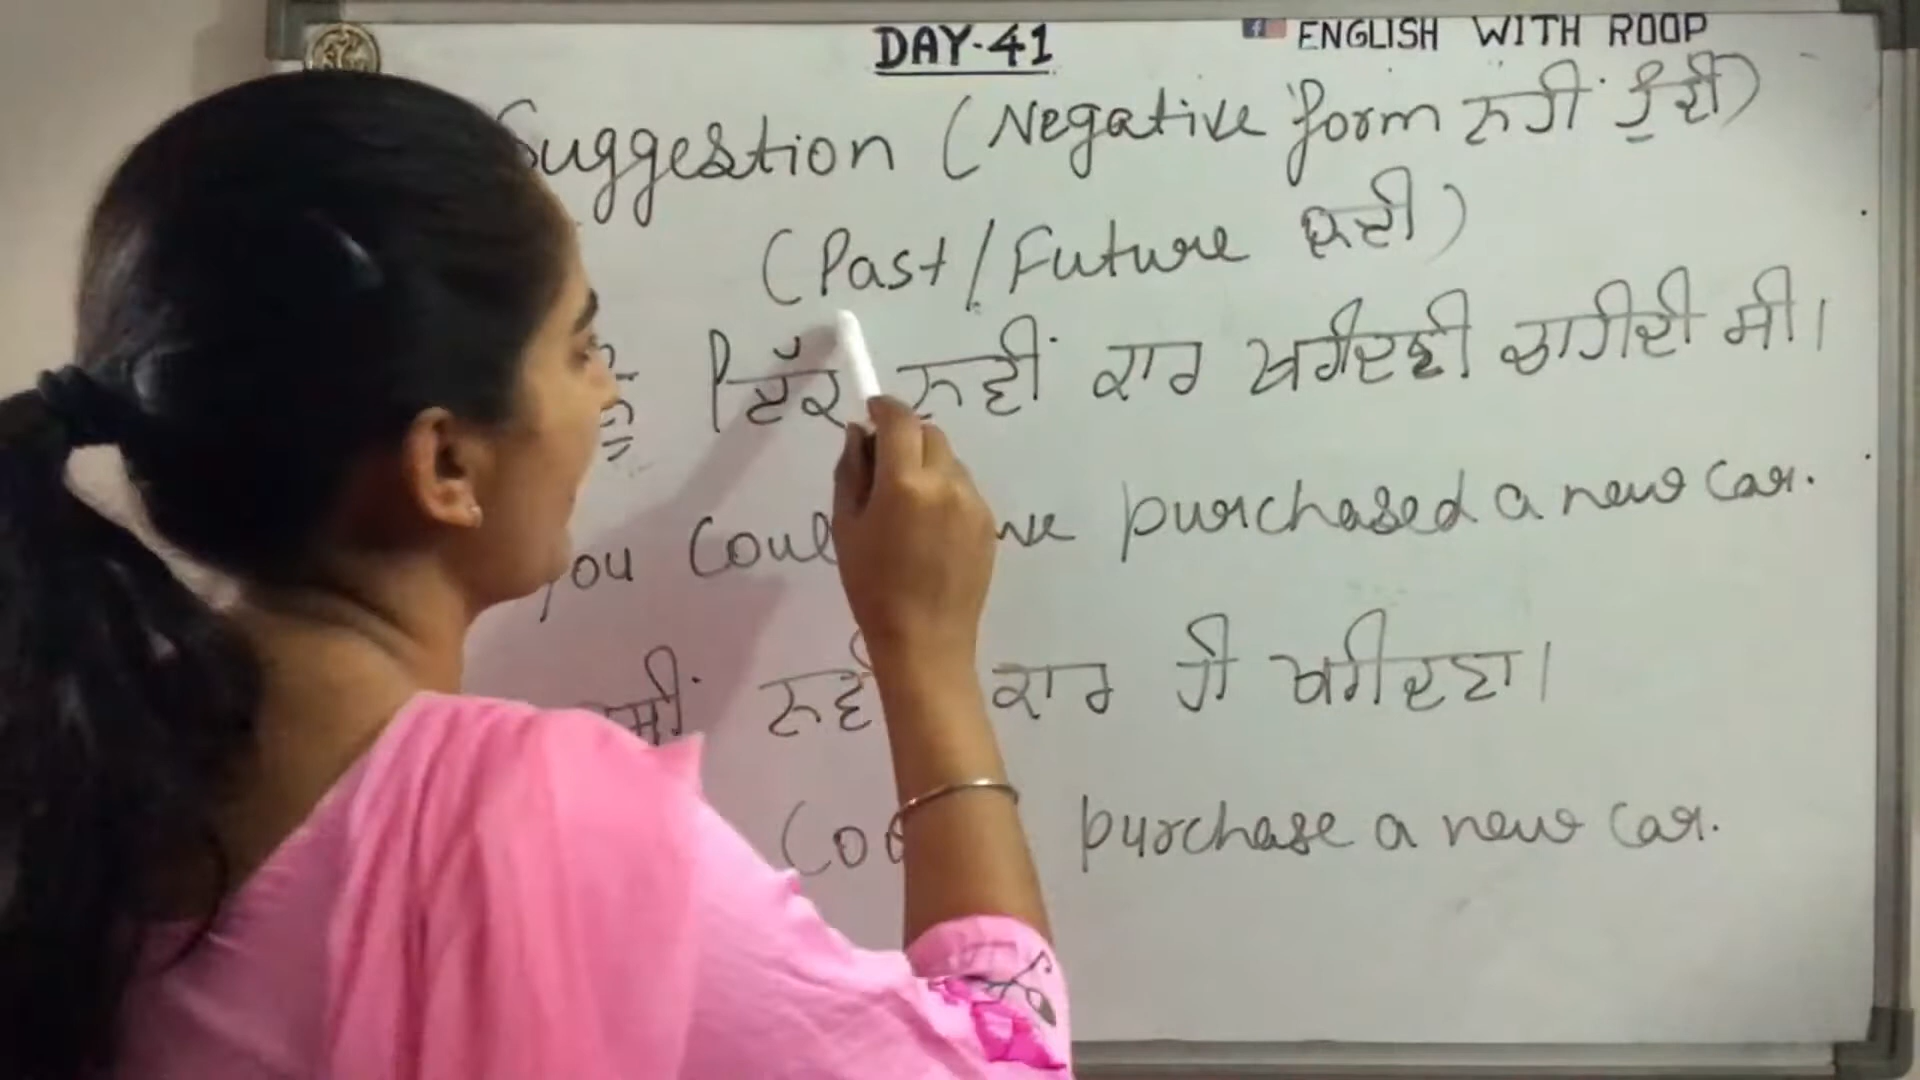 DAY-41
ENGLISH WITH ROOP
Suggestion (Negative form ਨਹੀਂ ਹੁੰਦੀ)
(Past/Future ਲਈ)
ਨੂੰ ਇੱਕ ਨਵੀਂ ਕਾਰ ਖਰੀਦਣੀ ਚਾਹੀਦੀ ਸੀ।
you purchased a new car.
ਨਵੀਂ ਕਾਰ ਹੀ ਖਰੀਦਣਾ।
purchase a new car.